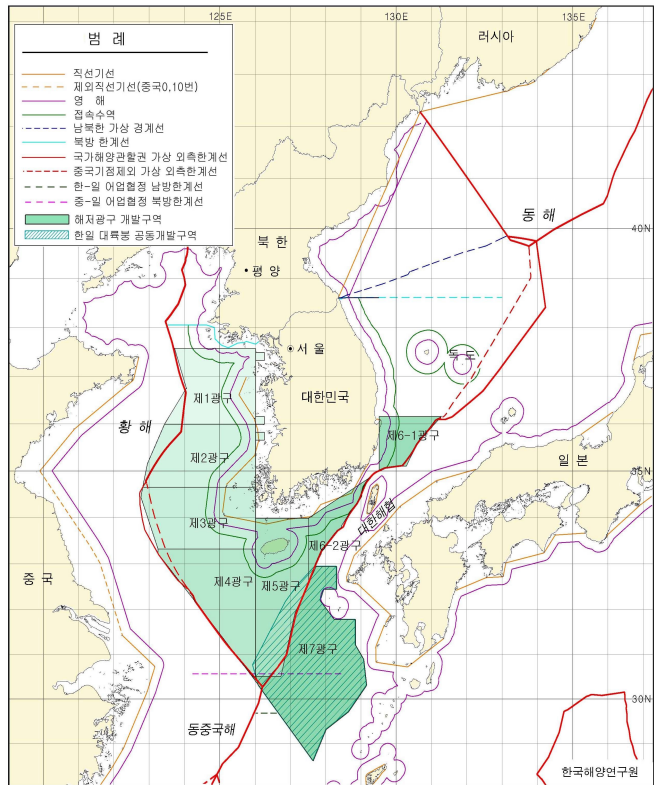 125E
130E
135E
범 례
직선기선
제외직선기선(중국0,10번)
영 해
접속수역
남북한 가상 경계선
북방 한계선
국가해양관할권 가상 외측한계선
중국기점제외 가상 외측한계선
한-일 어업협정 남방한계선
중-일 어업협정 북방한계선
해저광구 개발구역
한일 대륙붕 공동개발구역
러시아
동 해
40N
북 한
평 양
서 울
독 도
대한민국
제1광구
황 해
제6-1광구
제2광구
일 본
35N
제3광구
대한해협
제6-2광구
중 국
제4광구
제5광구
제7광구
30N
동중국해
한국해양연구원